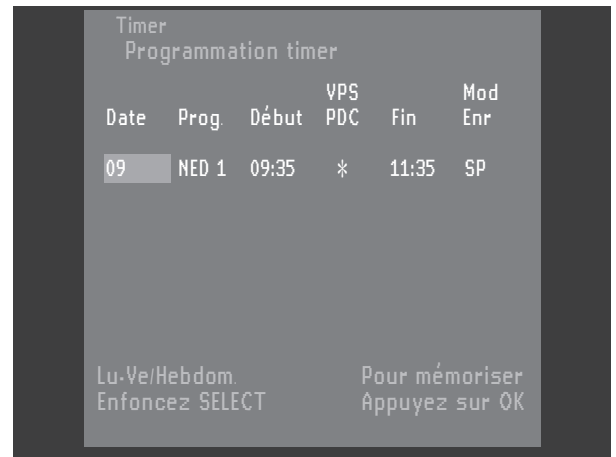 Timer
Programmation timer
VPS Mod
Date Prog. Début PDC Fin Enr
09 NED 1 09:35 * 11:35 SP
Lu-Ve/Hebdom. Pour mémoriser
Enfoncez SELECT Appuyez sur OK